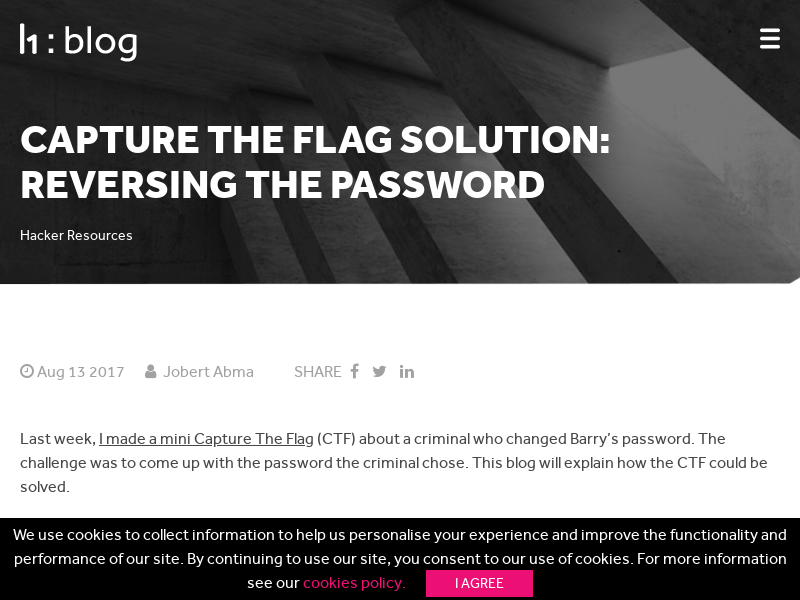 h1 : blog
CAPTURE THE FLAG SOLUTION:
REVERSING THE PASSWORD
Hacker Resources
Aug 13 2017 Jobert Abma SHARE
Last week, I made a mini Capture The Flag (CTF) about a criminal who changed Barry’s password. The
challenge was to come up with the password the criminal chose. This blog will explain how the CTF could be
solved.
We use cookies to collect information to help us personalise your experience and improve the functionality and
performance of our site. By continuing to use our site, you consent to our use of cookies. For more information
see our cookies policy. I AGREE